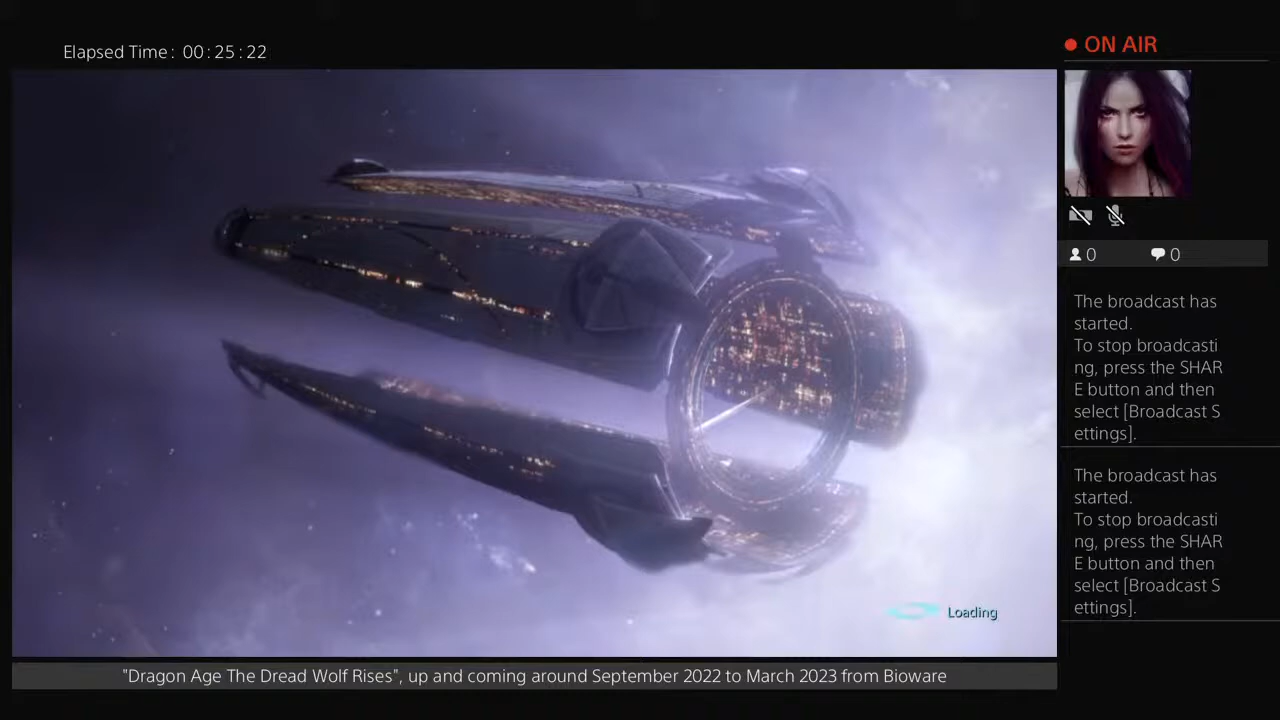 Elapsed Time: 00:25:22
ON AIR
0 0
The broadcast has
started.
To stop broadcasti
ng, press the SHAR
E button and then
select [Broadcast S
ettings].
The broadcast has
started.
To stop broadcasti
ng, press the SHAR
E button and then
select [Broadcast S
ettings].
Loading
"Dragon Age The Dread Wolf Rises", up and coming around September 2022 to March 2023 from Bioware